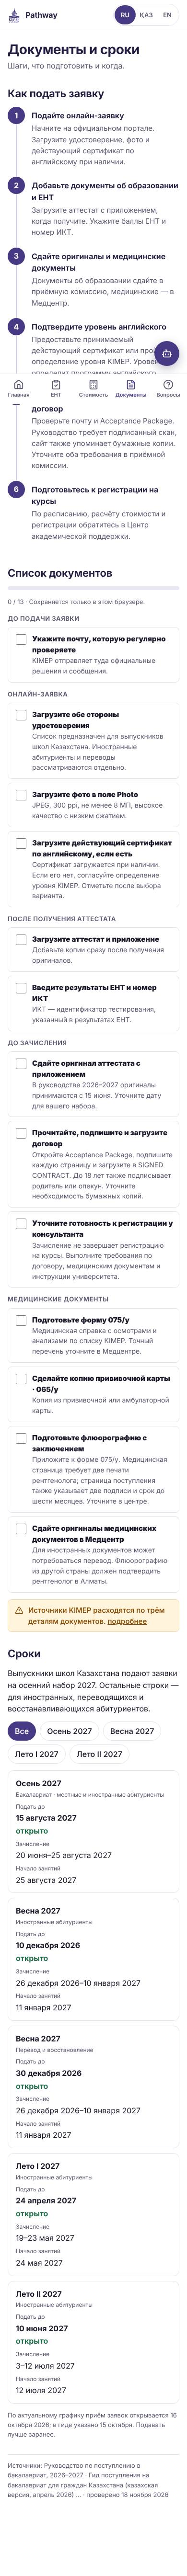 Pathway
RU ҚАЗ EN
Документы и сроки
Шаги, что подготовить и когда.
Как подать заявку
1
Подайте онлайн-заявку
Начните на официальном портале.
Загрузите удостоверение, фото и
действующий сертификат по
английскому при наличии.
2
Добавьте документы об образовании
и ЕНТ
Загрузите аттестат с приложением,
когда получите. Укажите баллы ЕНТ и
номер ИКТ.
3
Сдайте оригиналы и медицинские
документы
Документы об образовании сдайте в
приёмную комиссию, медицинские — в
Медцентр.
4
Подтвердите уровень английского
Предоставьте принимаемый
действующий сертификат или пройдите
определение уровня KIMEP. Уровень
Главная
ЕНТ
Стоимость
Документы
Вопросы
договор
Проверьте почту и Acceptance Package.
Руководство требует подписанный скан,
сайт также упоминает бумажные копии.
Уточните оба требования в приёмной
комиссии.
6
Подготовьтесь к регистрации на
курсы
По расписанию, расчёту стоимости и
регистрации обратитесь в Центр
академической поддержки.
Список документов
0 / 13 · Сохраняется только в этом браузере.
ДО ПОДАЧИ ЗАЯВКИ
Укажите почту, которую регулярно
проверяете
KIMEP отправляет туда официальные
решения и сообщения.
ОНЛАЙН-ЗАЯВКА
Загрузите обе стороны
удостоверения
Список предназначен для выпускников
школ Казахстана. Иностранные
абитуриенты и переводы
рассматриваются отдельно.
Загрузите фото в поле Photo
JPEG, 300 ppi, не менее 8 МП, высокое
качество с низким сжатием.
Загрузите действующий сертификат
по английскому, если есть
Сертификат загружается при наличии.
Если его нет, согласуйте определение
уровня KIMEP. Отметьте после выбора
варианта.
ПОСЛЕ ПОЛУЧЕНИЯ АТТЕСТАТА
Загрузите аттестат и приложение
Добавьте копии сразу после получения
оригиналов.
Введите результаты ЕНТ и номер
ИКТ
ИКТ — идентификатор тестирования,
указанный в результатах ЕНТ.
ДО ЗАЧИСЛЕНИЯ
Сдайте оригинал аттестата с
приложением
В руководстве 2026–2027 оригиналы
принимаются с 15 июня. Уточните дату
для вашего набора.
Прочитайте, подпишите и загрузите
договор
Откройте Acceptance Package, подпишите
каждую страницу и загрузите в SIGNED
CONTRACT. До 18 лет также подписывает
родитель или опекун. Уточните
необходимость бумажных копий.
Уточните готовность к регистрации у
консультанта
Зачисление не завершает регистрацию
на курсы. Выполните требования по
договору, медицинским документам и
инструкции университета.
МЕДИЦИНСКИЕ ДОКУМЕНТЫ
Подготовьте форму 075/у
Медицинская справка с осмотрами и
анализами по списку KIMEP. Точный
перечень уточните в Медцентре.
Сделайте копию прививочной карты
· 065/у
Копия из прививочной или амбулаторной
карты.
Подготовьте флюорографию с
заключением
Приложите к форме 075/у. Медицинская
страница требует две печати
рентгенолога; страница поступления
также указывает две подписи и срок до
шести месяцев. Уточните в центре.
Сдайте оригиналы медицинских
документов в Медцентр
Для иностранных документов может
потребоваться перевод. Флюорографию
из другой страны должен подтвердить
рентгенолог в Алматы.
Источники KIMEP расходятся по трём
деталям документов. подробнее
Сроки
Выпускники школ Казахстана подают заявки
на осенний набор 2027. Остальные строки —
для иностранных, переводящихся и
восстанавливающихся абитуриентов.
Все
Осень 2027
Весна 2027
Лето I 2027
Лето II 2027
Осень 2027
Бакалавриат · местные и иностранные абитуриенты
Подать до
15 августа 2027
открыто
Зачисление
20 июня–25 августа 2027
Начало занятий
25 августа 2027
Весна 2027
Иностранные абитуриенты
Подать до
10 декабря 2026
открыто
Зачисление
26 декабря 2026–10 января 2027
Начало занятий
11 января 2027
Весна 2027
Перевод и восстановление
Подать до
30 декабря 2026
открыто
Зачисление
26 декабря 2026–10 января 2027
Начало занятий
11 января 2027
Лето I 2027
Иностранные абитуриенты
Подать до
24 апреля 2027
открыто
Зачисление
19–23 мая 2027
Начало занятий
24 мая 2027
Лето II 2027
Иностранные абитуриенты
Подать до
10 июня 2027
открыто
Зачисление
3–12 июля 2027
Начало занятий
12 июля 2027
По актуальному графику приём заявок открывается 16
октября 2026; в гиде указано 15 октября. Подавать
лучше заранее.
Источники: Руководство по поступлению в
бакалавриат, 2026–2027 · Гид поступления на
бакалавриат для граждан Казахстана (казахская
версия, апрель 2026) ... · проверено 18 ноября 2026